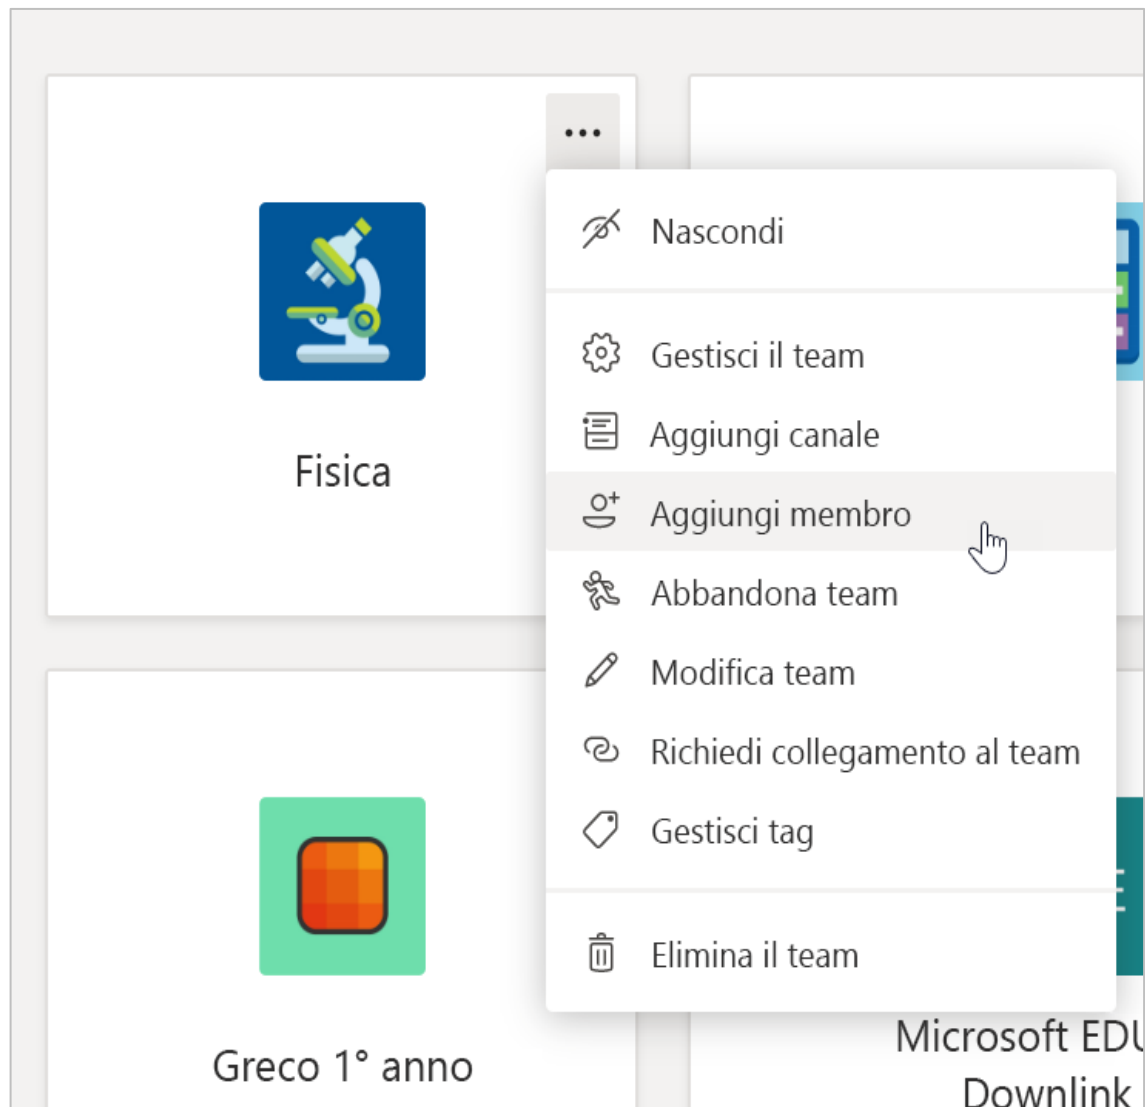 Nascondi
Gestisci il team
Aggiungi canale
Aggiungi membro
Abbandona team
Modifica team
Richiedi collegamento al team
Gestisci tag
Elimina il team
Fisica
Greco 1° anno
Microsoft EDU
Downlink